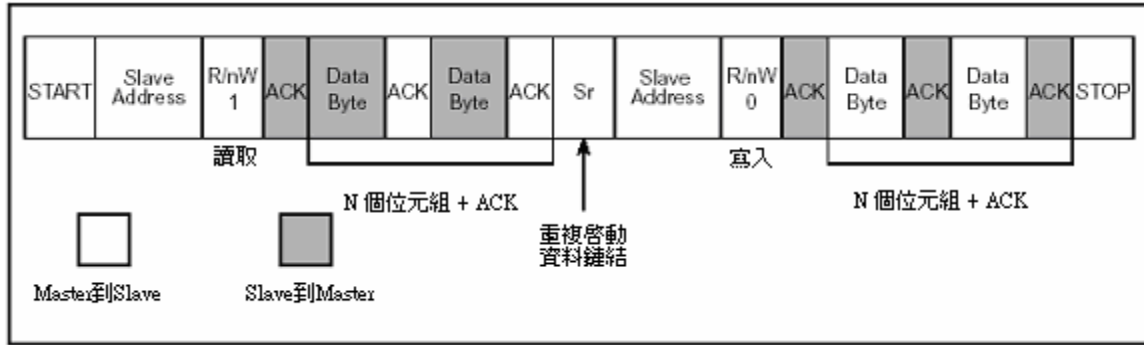 START Slave Address R/nW 1 ACK Data Byte ACK Data Byte ACK Sr Slave Address R/nW 0 ACK Data Byte ACK Data Byte ACK STOP
讀取
寫入
N 個位元組 + ACK
N 個位元組 + ACK
重複啓動
資料鏈結
Master到Slave
Slave到Master